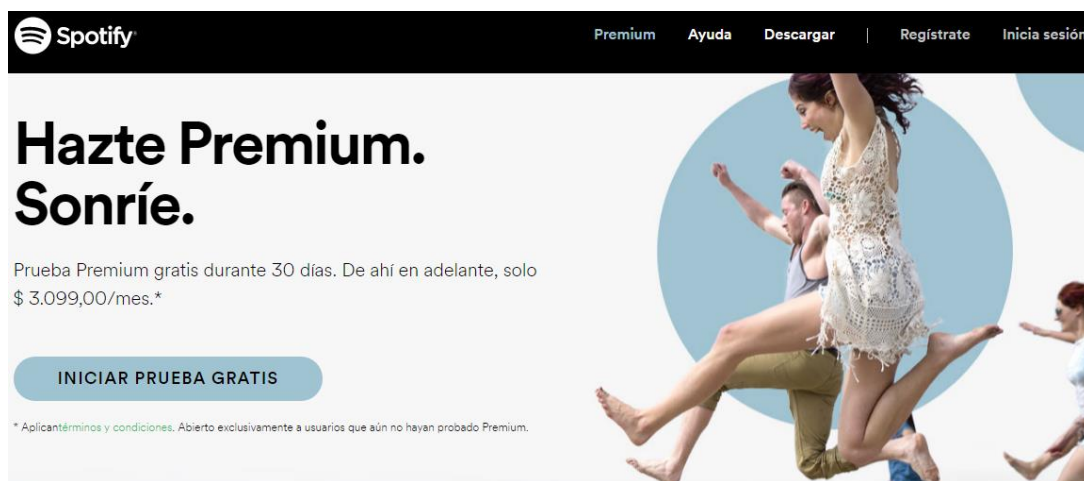 Spotify
Premium Ayuda Descargar | Regístrate Inicia sesión
Hazte Premium.
Sonríe.
Prueba Premium gratis durante 30 días. De ahí en adelante, solo
$ 3.099,00/mes.*
INICIAR PRUEBA GRATIS
* Aplicantérminos y condiciones. Abierto exclusivamente a usuarios que aún no hayan probado Premium.